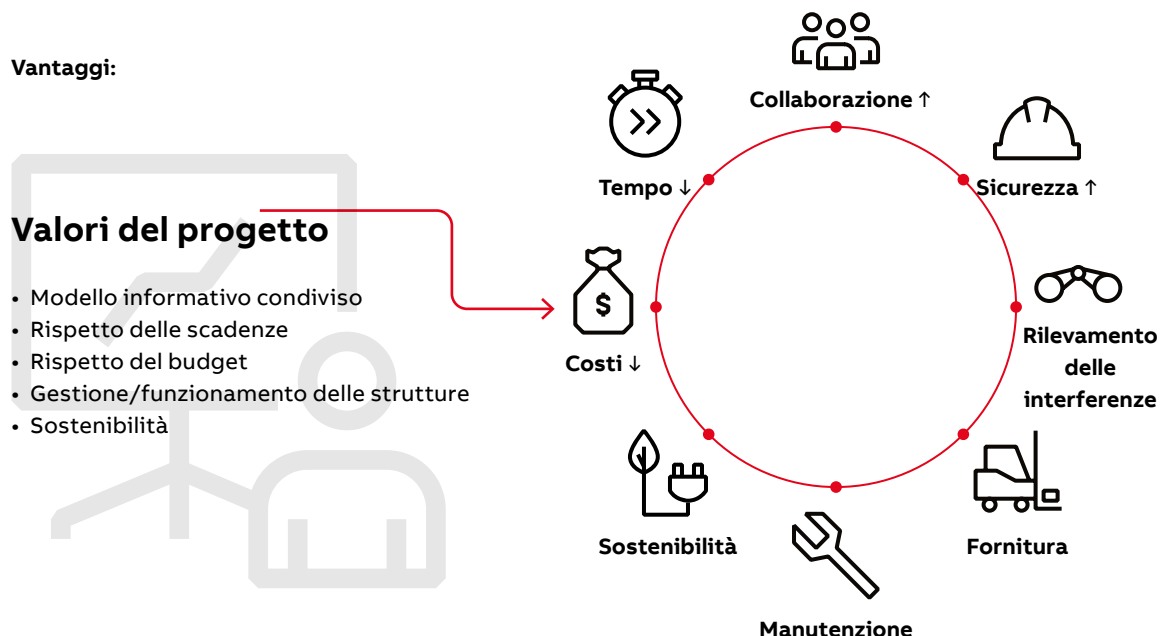 Vantaggi:
Valori del progetto
• Modello informativo condiviso
• Rispetto delle scadenze
• Rispetto del budget
• Gestione/funzionamento delle strutture
• Sostenibilità
Collaborazione ↑
Sicurezza ↑
Rilevamento
delle
interferenze
Fornitura
Manutenzione
Sostenibilità
$
Costi ↓
Tempo ↓